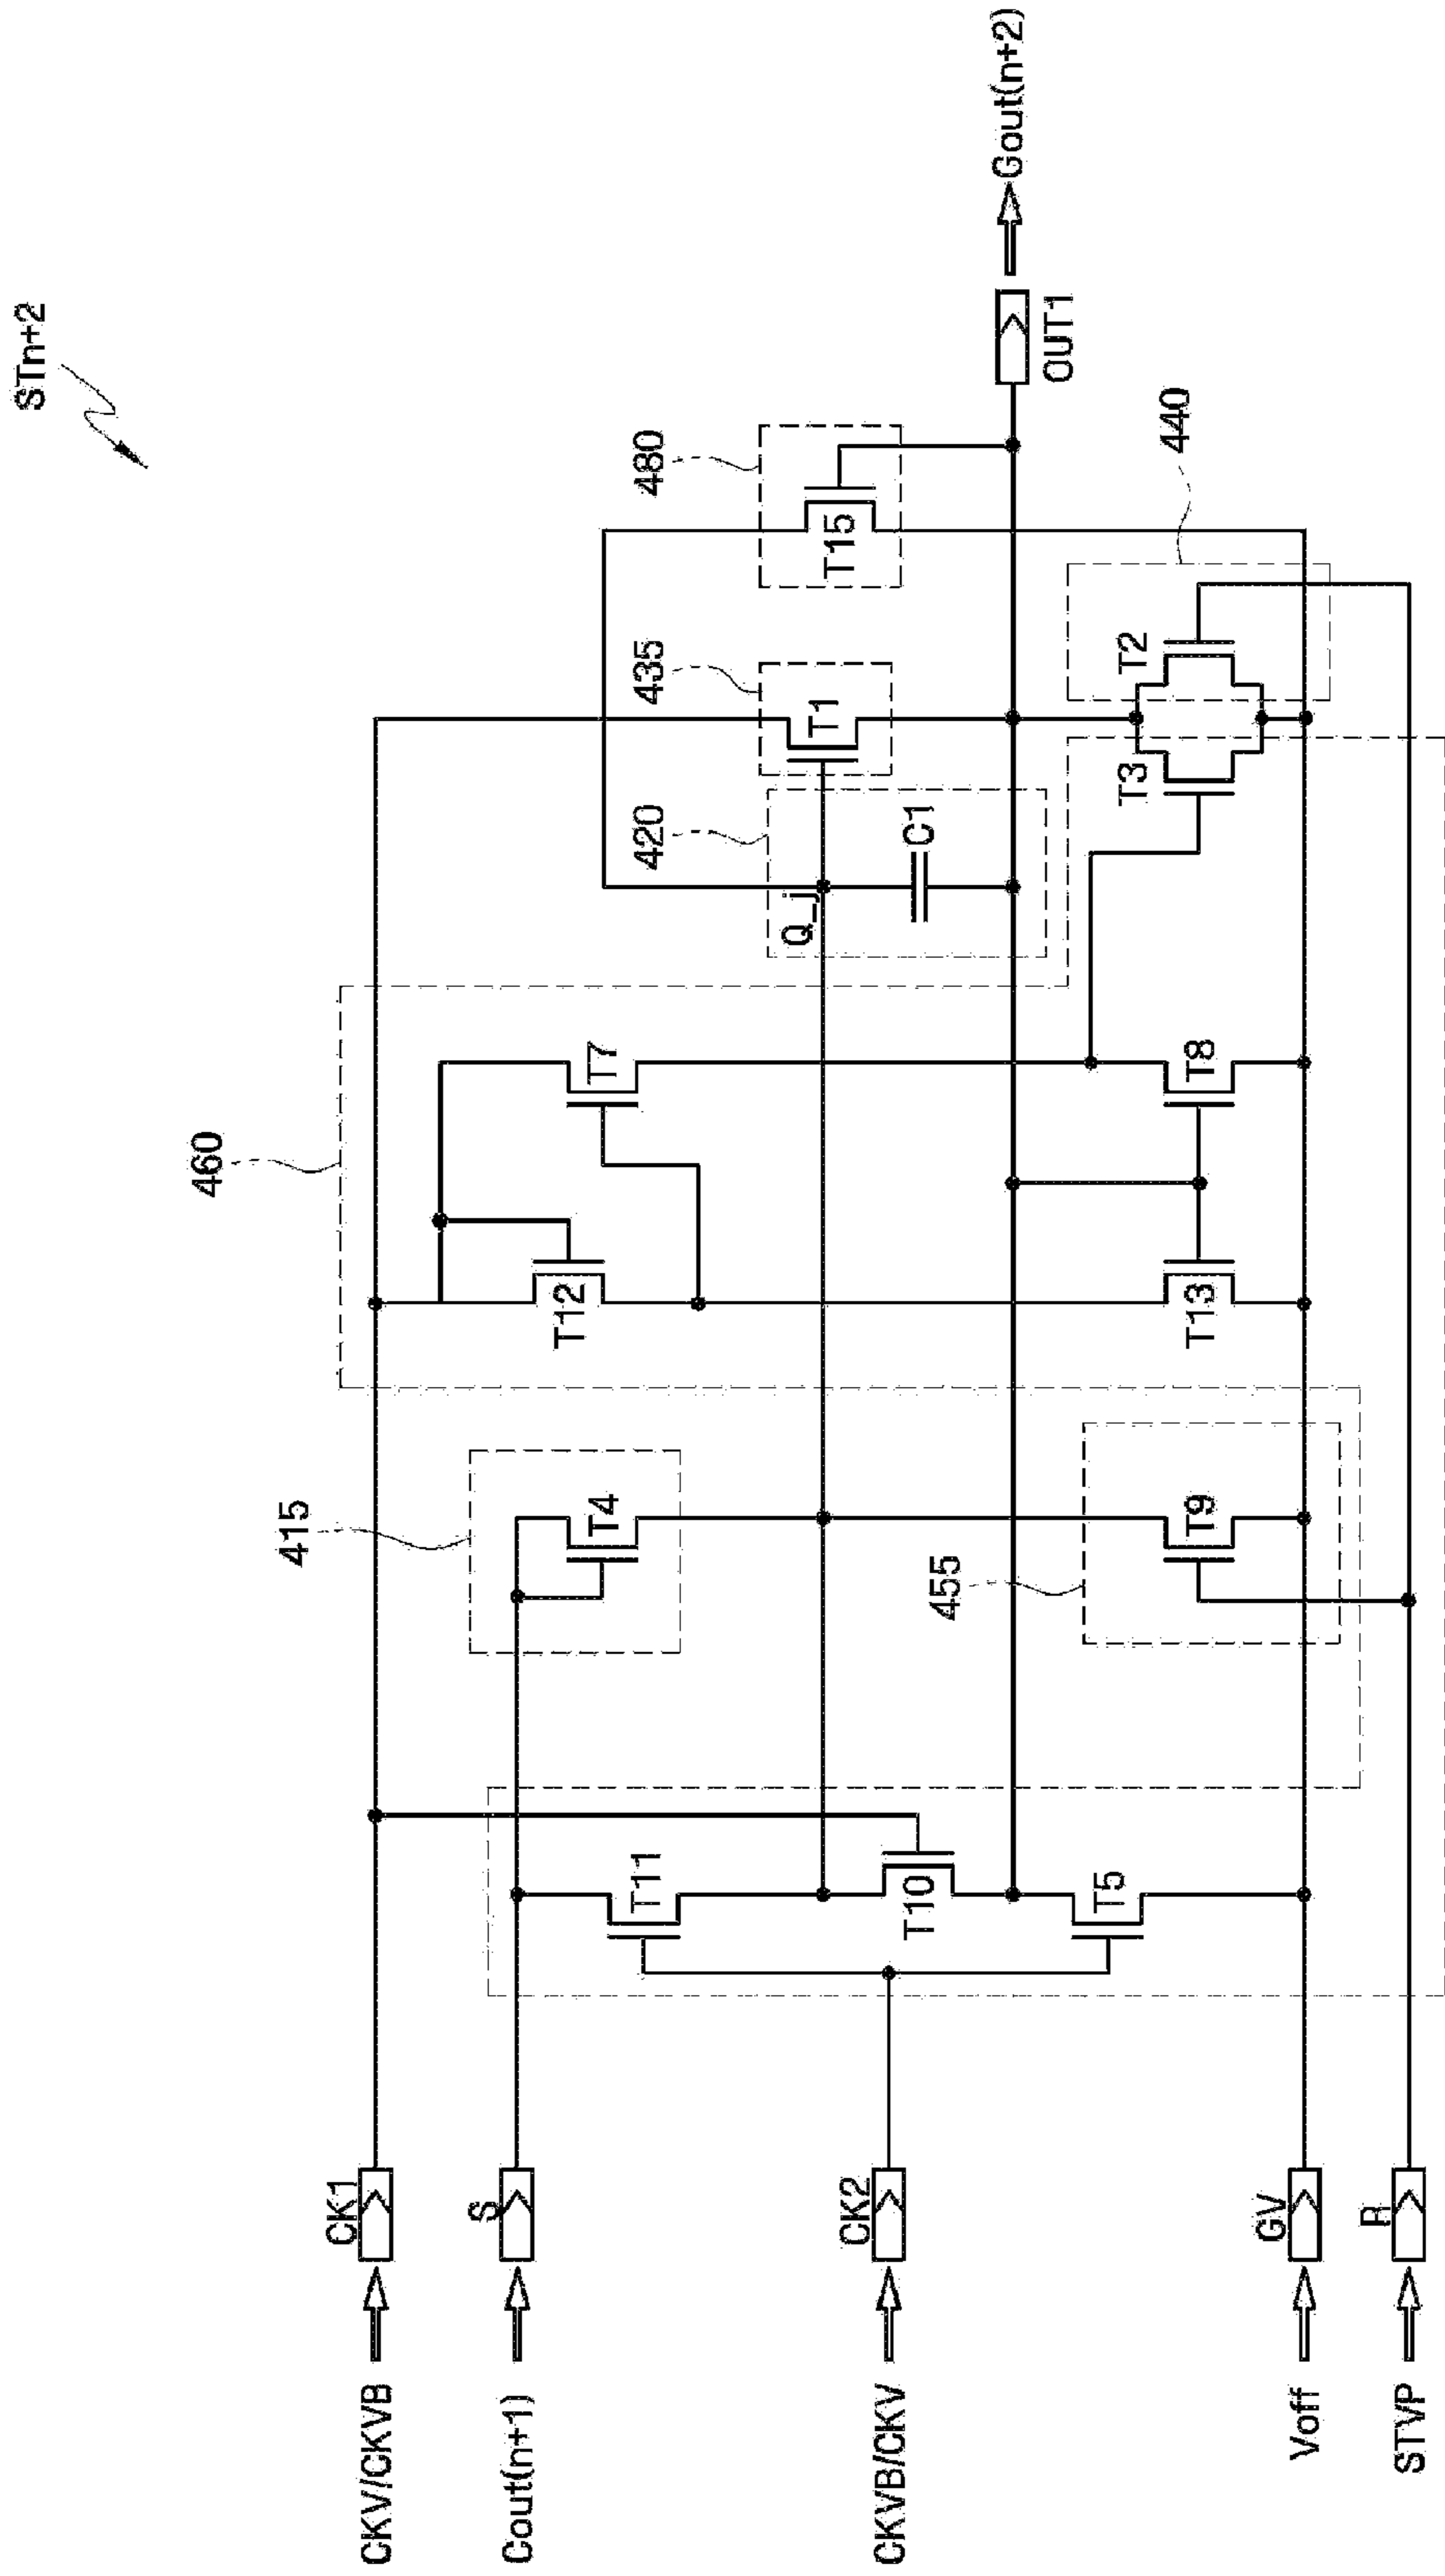 STn+2
CKV/CKVB
CK1
Cout(n+1)
S
CKVB/CKV
CK2
Voff
GV
STVP
R
460
415
455
420
435
480
440
T11
T10
T5
T4
T9
T12
T13
T7
T8
Q_j
C1
T1
T3
T2
T15
OUT1
Gout(n+2)